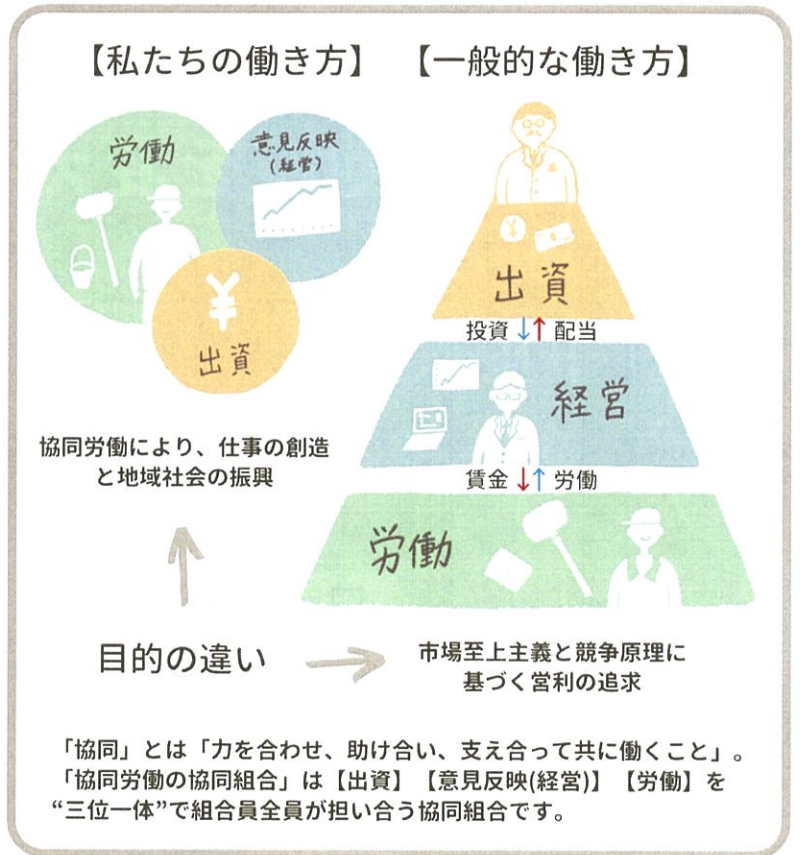 【私たちの働き方】
【一般的な働き方】
労働
意見反映
(経営)
¥
出資
協同労働により、仕事の創造
と地域社会の振興
¥
出資
投資 ↓↑ 配当
経営
賃金 ↓↑ 労働
労働
目的の違い
市場至上主義と競争原理に
基づく営利の追求
「協同」とは「力を合わせ、助け合い、支え合って共に働くこと」。
「協同労働の協同組合」は【出資】【意見反映(経営)】【労働】を
“三位一体”で組合員全員が担い合う協同組合です。